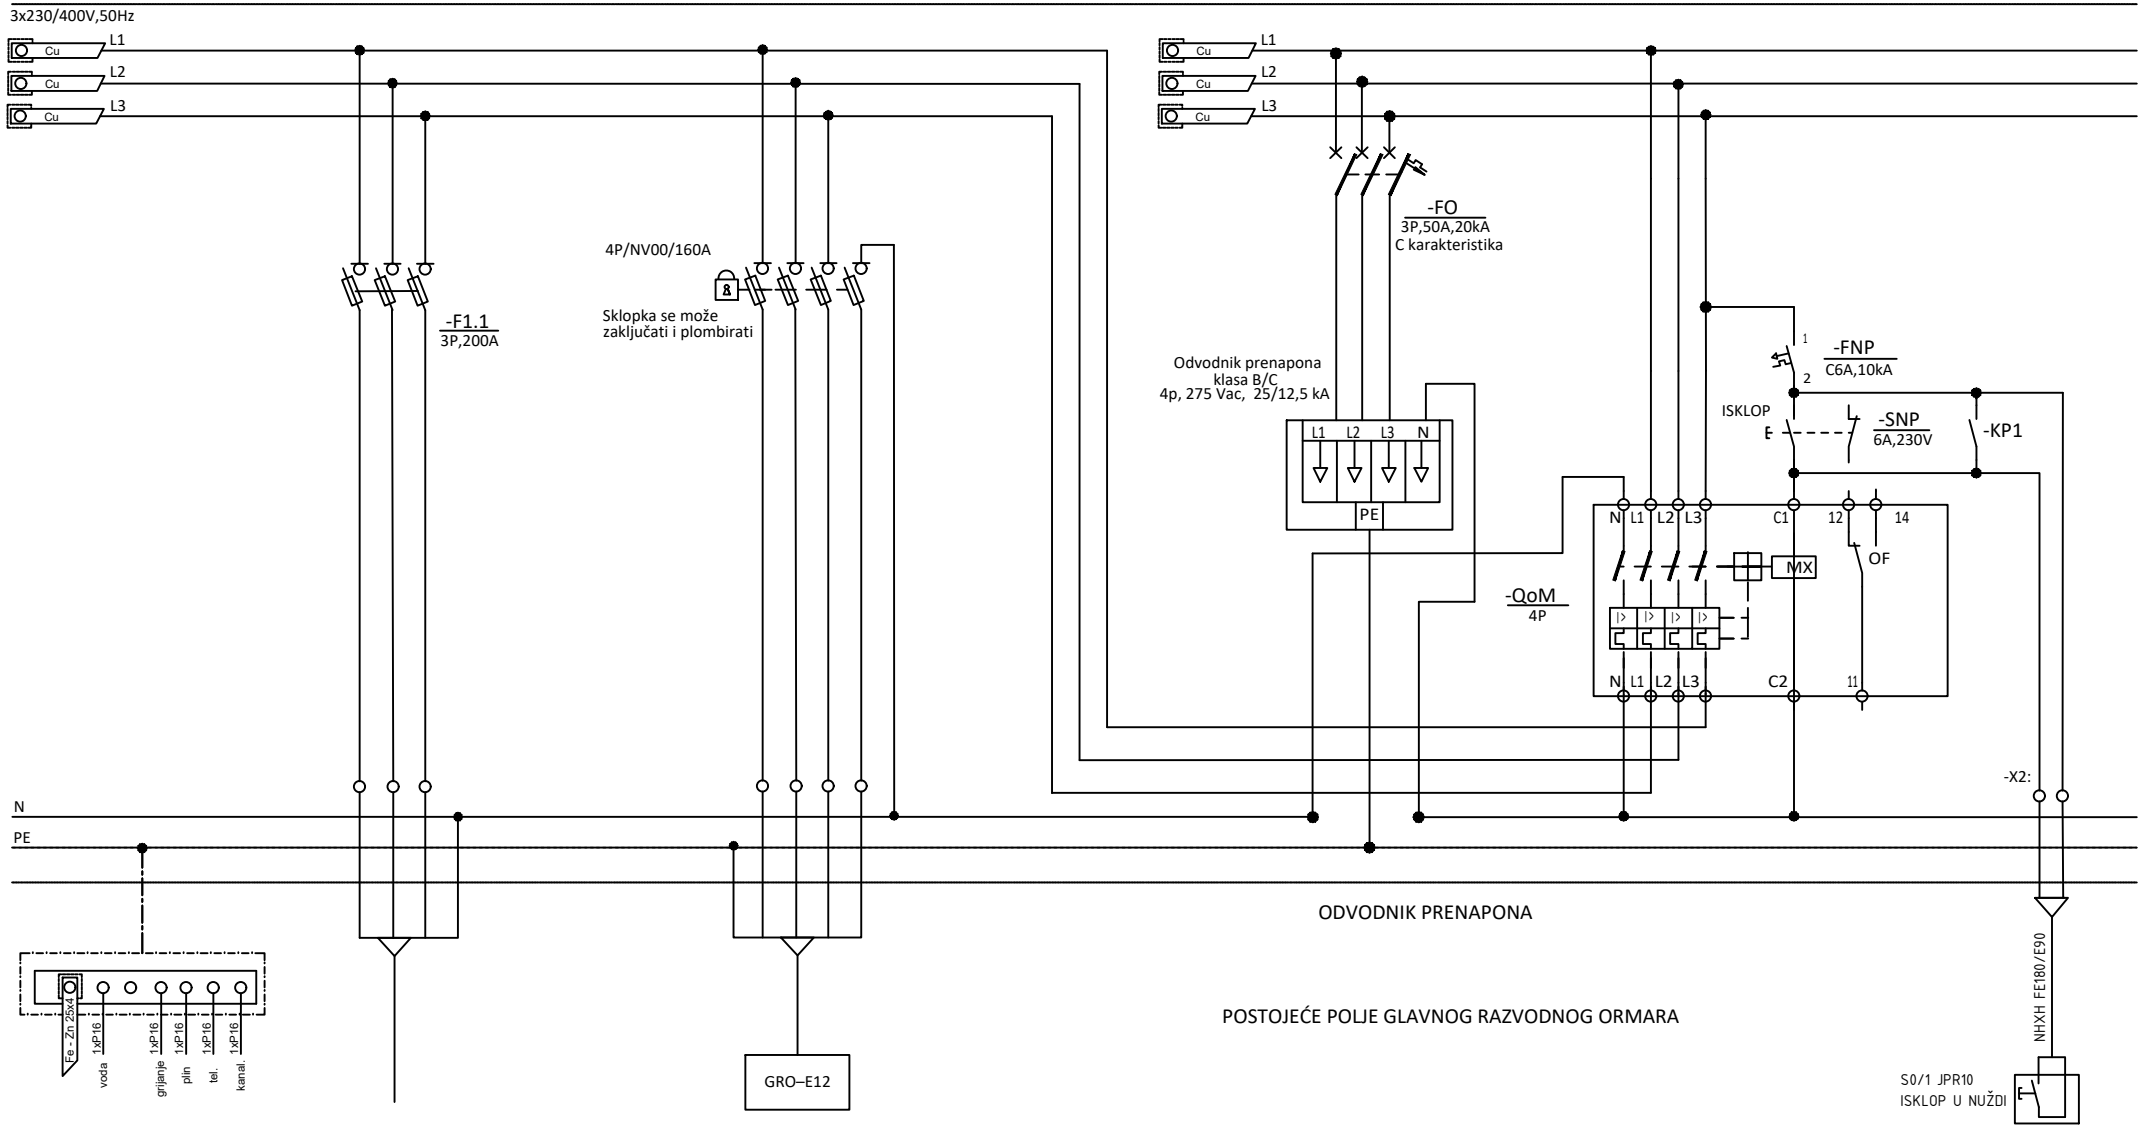 3x230/400V,50Hz
Cu
L1
Cu
L2
Cu
L3
Cu
L1
Cu
L2
Cu
L3
-F1.1
3P,200A
4P/NV00/160A
8
Sklopka se može
zaključati i plombirati
-FO
3P,50A,20kA
C karakteristika
Odvodnik prenapona
klasa B/C
4p, 275 Vac, 25/12,5 kA
L1 L2 L3 N
PE
1
-FNP
C6A,10kA
2
ISKLOP
-SNP
6A,230V
-KP1
N L1 L2 L3 C1 12 14
MX
OF
-QoM
4P
I> I> I> I>
N L1 L2 L3 C2 11
-X2:
N
PE
Fe - Zn 25x4
1xP16
voda
1xP16
grijanje
1xP16
plin
1xP16
tel.
1xP16
kanal.
GRO–E12
ODVODNIK PRENAPONA
POSTOJEĆE POLJE GLAVNOG RAZVODNOG ORMARA
NHXH FE180/E90
S0/1 JPR10
ISKLOP U NUŽDI